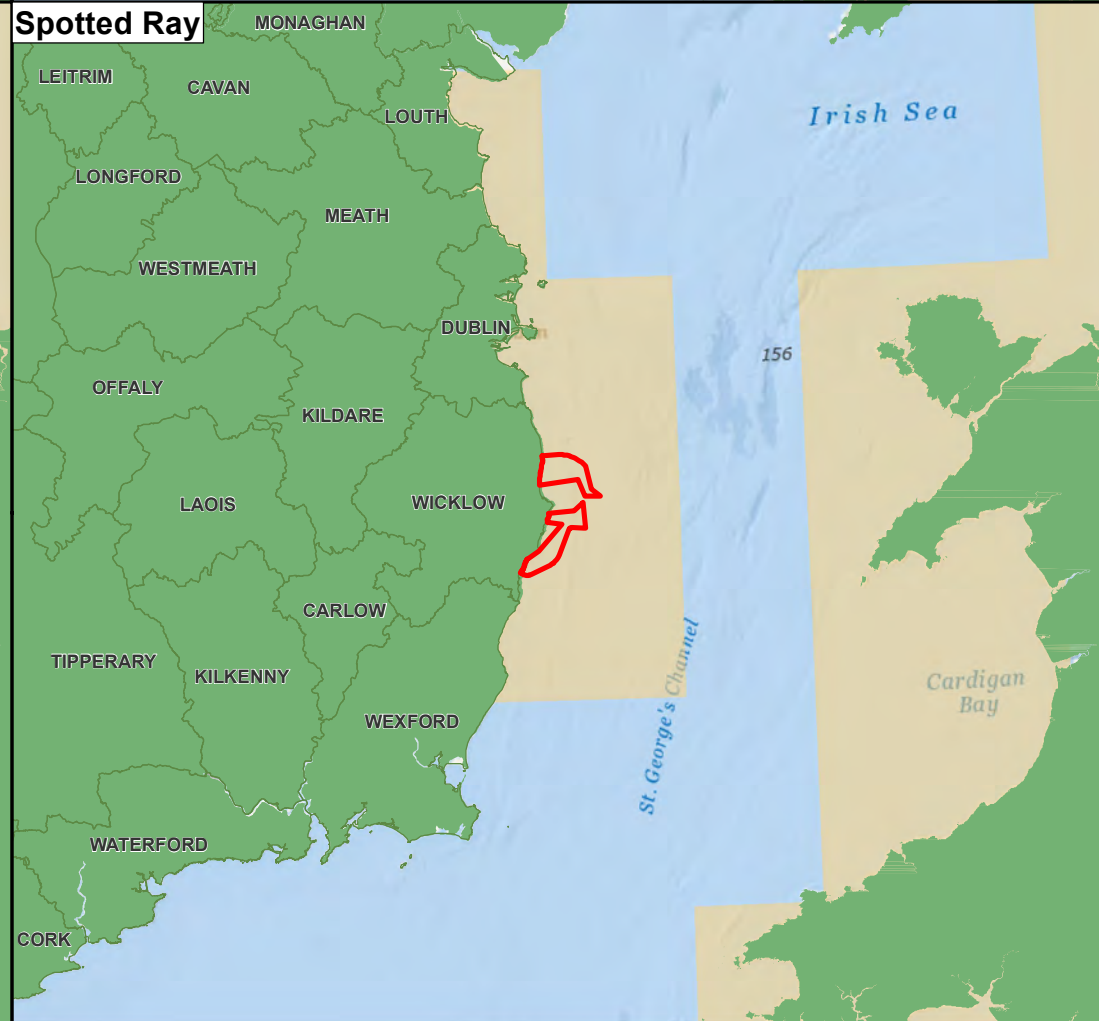 Spotted Ray
MONAGHAN
LEITRIM
CAVAN
LOUTH
Irish Sea
LONGFORD
MEATH
WESTMEATH
DUBLIN
156
OFFALY
KILDARE
LAOIS
WICKLOW
CARLOW
TIPPERARY
KILKENNY
St. George's Channel
Cardigan
Bay
WEXFORD
WATERFORD
CORK